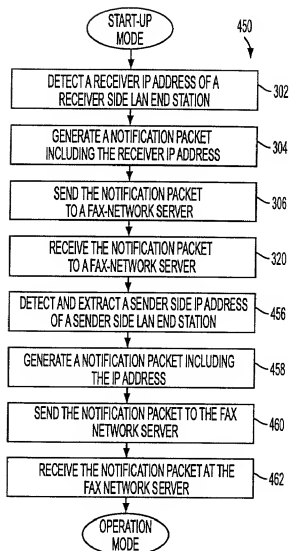 START-UP
MODE
450
DETECT A RECEIVER IP ADDRESS OF A
RECEIVER SIDE LAN END STATION
302
GENERATE A NOTIFICATION PACKET
INCLUDING THE RECEIVER IP ADDRESS
304
SEND THE NOTIFICATION PACKET
TO A FAX-NETWORK SERVER
306
RECEIVE THE NOTIFICATION PACKET
TO A FAX-NETWORK SERVER
320
DETECT AND EXTRACT A SENDER SIDE IP ADDRESS
OF A SENDER SIDE LAN END STATION
456
GENERATE A NOTIFICATION PACKET INCLUDING
THE IP ADDRESS
458
SEND THE NOTIFICATION PACKET TO THE FAX
NETWORK SERVER
460
RECEIVE THE NOTIFICATION PACKET AT THE
FAX NETWORK SERVER
462
OPERATION
MODE